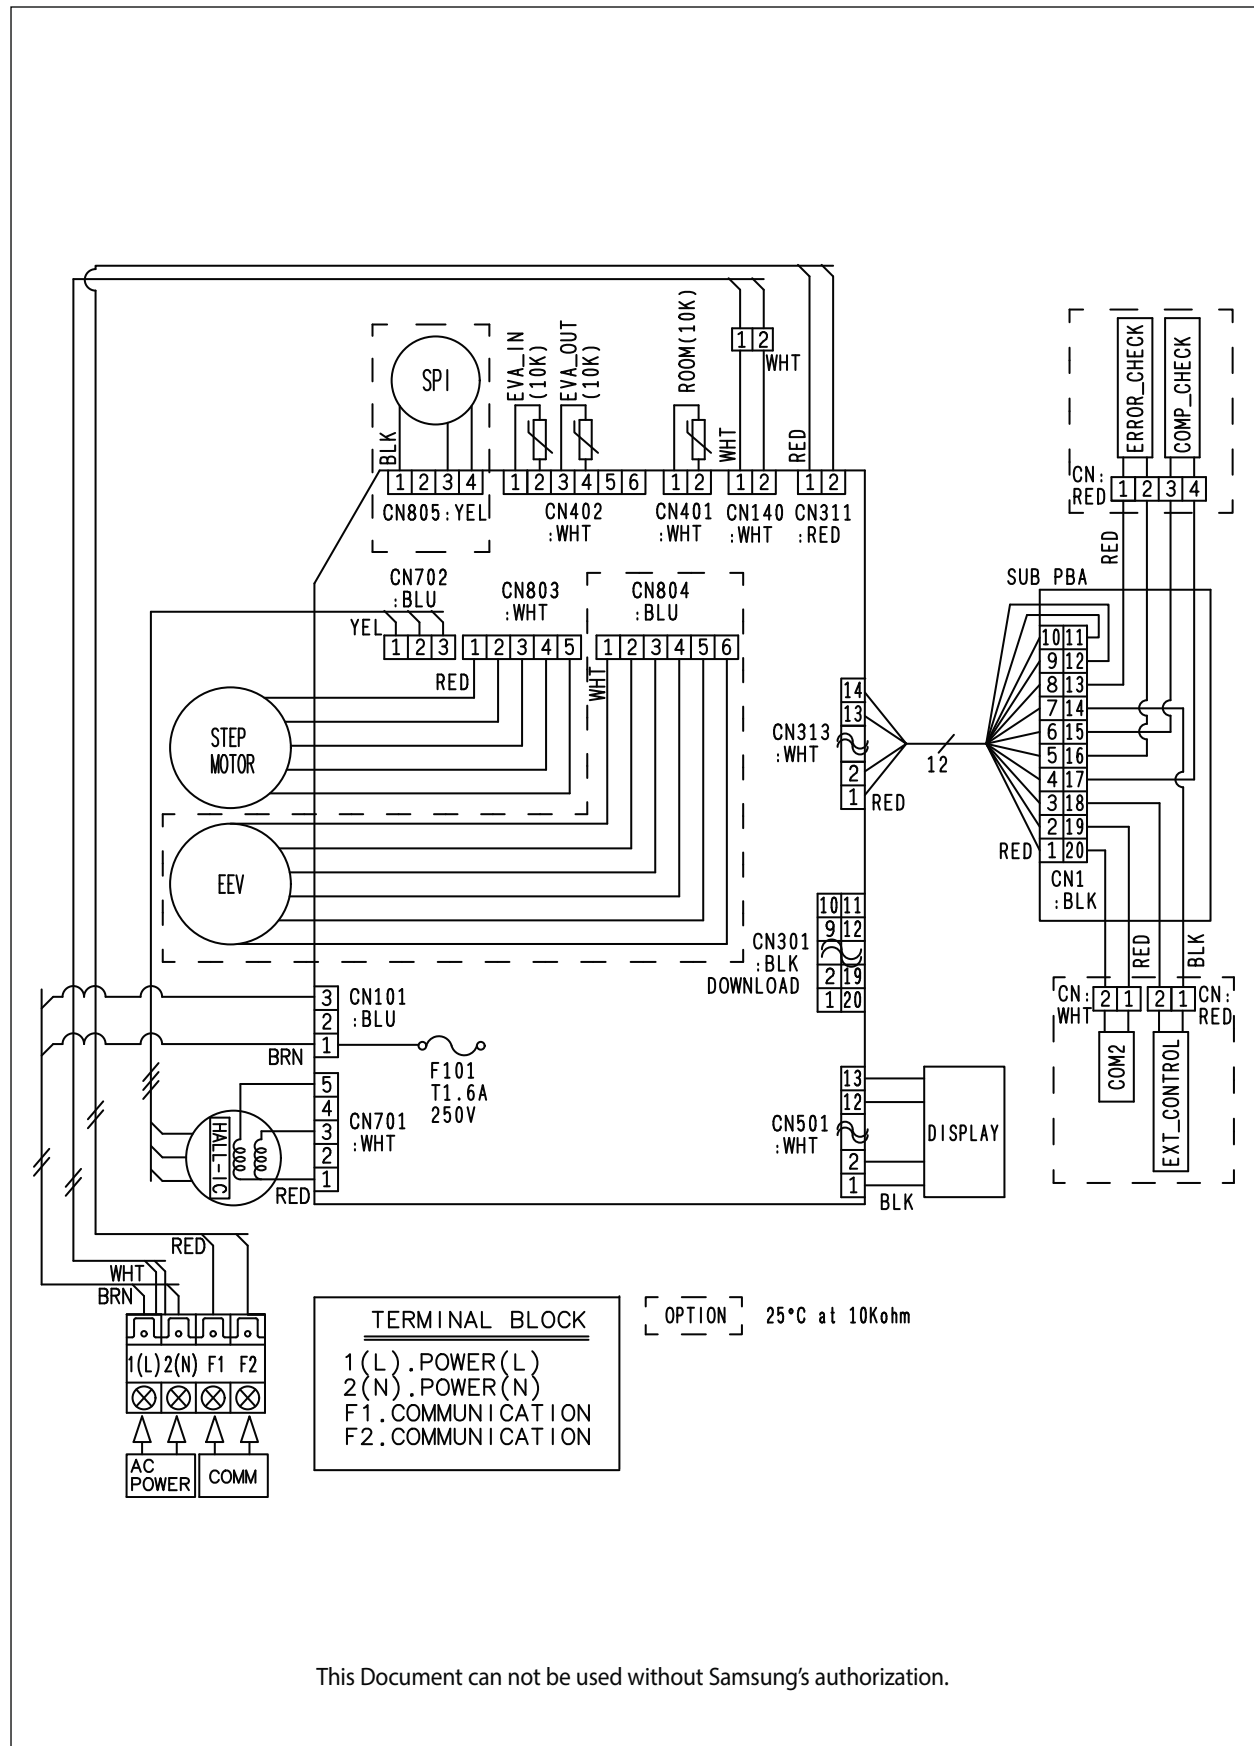 SPI
BLK
EVA_IN
(10K)
EVA_OUT
(10K)
ROOM(10K)
1 2
WHT
WHT
RED
1 2 3 4
CN805:YEL
1 2 3 4 5 6
CN402
:WHT
1 2
CN401
:WHT
1 2
CN140
:WHT
1 2
CN311
:RED
ERROR_CHECK
COMP_CHECK
CN:
RED
1 2 3 4
RED
CN702
:BLU
YEL
1 2 3
CN803
:WHT
1 2 3 4 5
RED
CN804
:BLU
1 2 3 4 5 6
WHT
STEP
MOTOR
EEV
CN313
:WHT
14
13
2
1
RED
12
SUB PBA
10 11
9 12
8 13
7 14
6 15
5 16
4 17
3 18
2 19
1 20
RED
CN1
:BLK
CN301
:BLK
DOWNLOAD
10 11
9 12
2 19
1 20
RED
BLK
CN:
WHT
2 1
2 1
CN:
RED
COM2
EXT_CONTROL
3
2
1
CN101
:BLU
BRN
F101
T1.6A
250V
5
4
3
2
1
CN701
:WHT
HALL-IC
RED
CN501
:WHT
13
12
2
1
DISPLAY
BLK
RED
WHT
BRN
1(L) 2(N) F1 F2
AC
POWER
COMM
TERMINAL BLOCK
1(L).POWER(L)
2(N).POWER(N)
F1.COMMUNICATION
F2.COMMUNICATION
OPTION
25°C at 10Kohm
This Document can not be used without Samsung's authorization.